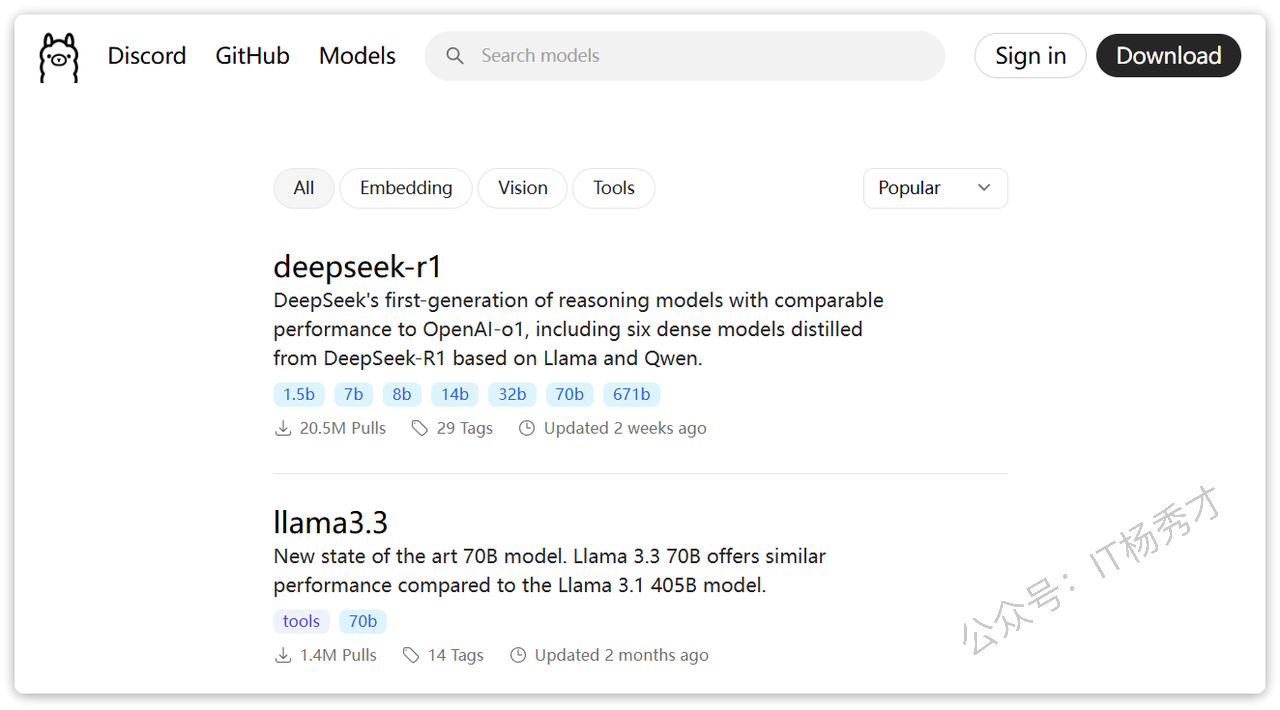 Discord GitHub Models Search models Sign in Download
All Embedding Vision Tools Popular
deepseek-r1
DeepSeek's first-generation of reasoning models with comparable
performance to OpenAI-o1, including six dense models distilled
from DeepSeek-R1 based on Llama and Qwen.
1.5b 7b 8b 14b 32b 70b 671b
20.5M Pulls 29 Tags Updated 2 weeks ago
llama3.3
New state of the art 70B model. Llama 3.3 70B offers similar
performance compared to the Llama 3.1 405B model.
tools 70b
1.4M Pulls 14 Tags Updated 2 months ago
公众号：IT杨秀才